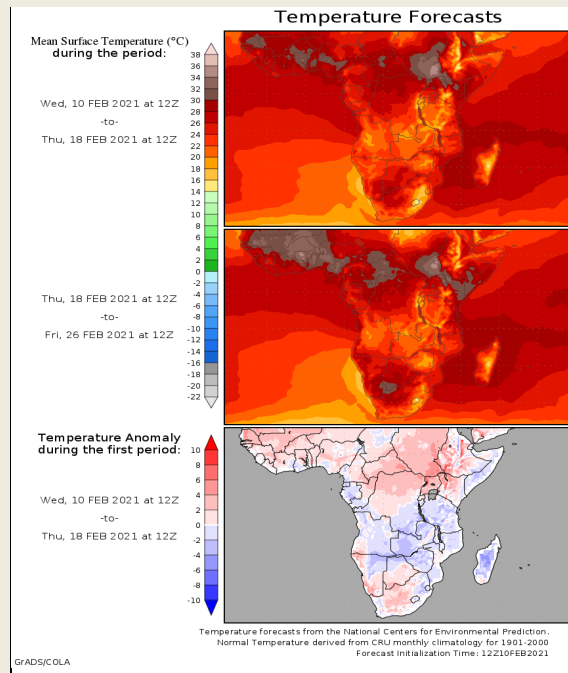 Temperature Forecasts
Mean Surface Temperature (°C)
during the period:
Wed, 10 FEB 2021 at 12Z
-to-
Thu, 18 FEB 2021 at 12Z
38
36
34
32
30
28
26
24
22
20
18
16
14
12
10
8
6
4
2
0
-2
-4
-6
-8
-10
-12
-14
-16
-18
-20
-22
Thu, 18 FEB 2021 at 12Z
-to-
Fri, 26 FEB 2021 at 12Z
Temperature Anomaly
during the first period:
Wed, 10 FEB 2021 at 12Z
-to-
Thu, 18 FEB 2021 at 12Z
10
8
6
4
2
0
-2
-4
-6
-8
-10
Temperature forecasts from the National Centers for Environmental Prediction.
Normal Temperature derived from CRU monthly climatology for 1901-2000
Forecast Initialization Time: 12Z10FEB2021
GrADS/COLA